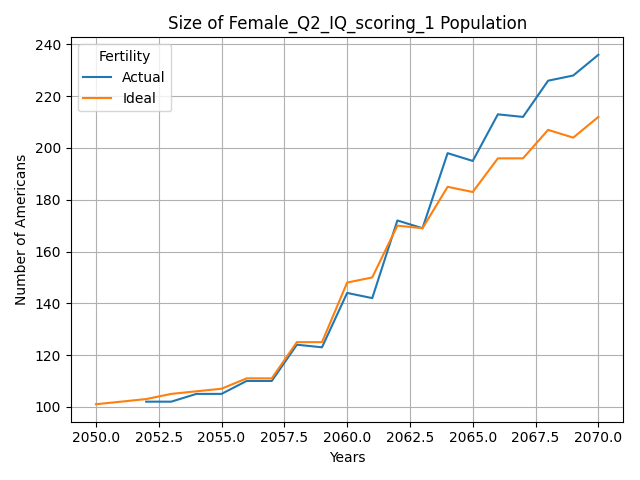 Size of Female_Q2_IQ_scoring_1 Population
Fertility
Actual
Ideal
240
220
200
180
160
140
120
100
Number of Americans
2050.0 2052.5 2055.0 2057.5 2060.0 2062.5 2065.0 2067.5 2070.0
Years